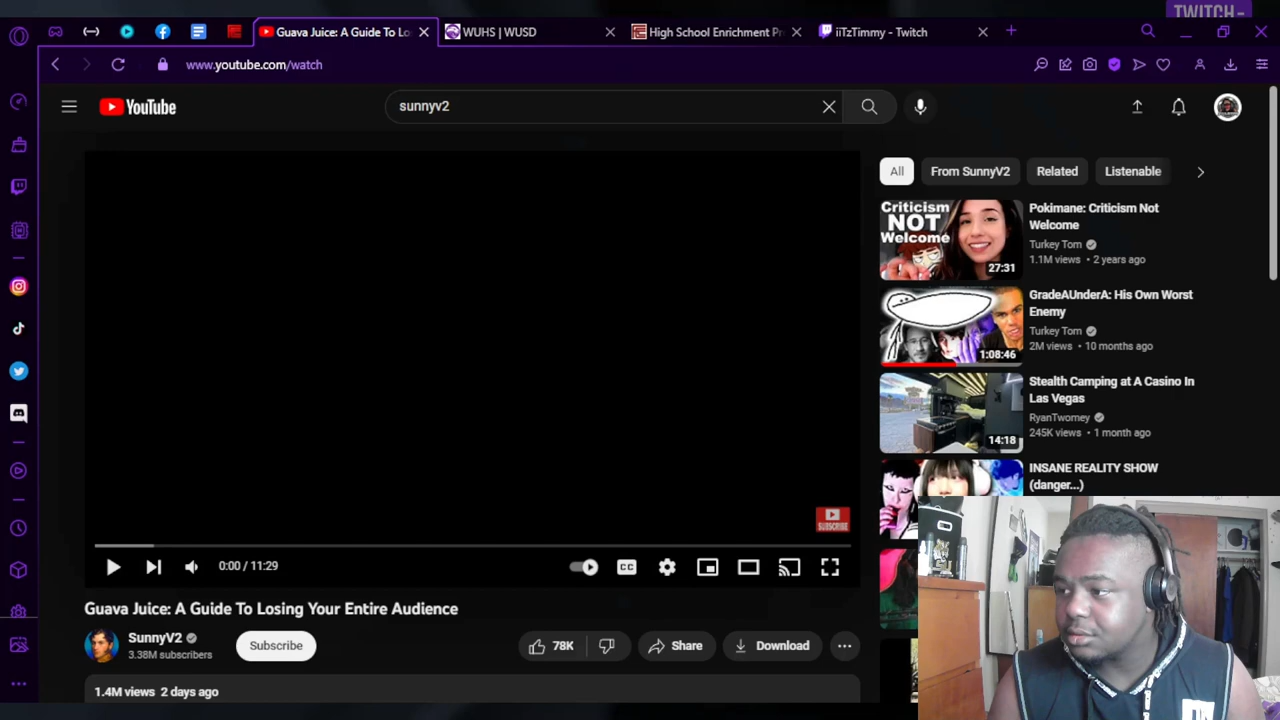 TWITCH -
Guava Juice: A Guide To Lo
WUHS | WUSD
High School Enrichment Pr
iiTzTimmy - Twitch
www.youtube.com/watch
YouTube
sunnyv2
All
From SunnyV2
Related
Listenable
Criticism
NOT
Welcome
27:31
Pokimane: Criticism Not
Welcome
Turkey Tom
1.1M views • 2 years ago
1:08:46
GradeAUnderA: His Own Worst
Enemy
Turkey Tom
2M views • 10 months ago
14:18
Stealth Camping at A Casino In
Las Vegas
RyanTwomey
245K views • 1 month ago
INSANE REALITY SHOW
(danger...)
SUBSCRIBE
0:00 / 11:29
CC
Guava Juice: A Guide To Losing Your Entire Audience
SunnyV2
3.38M subscribers
Subscribe
78K
Share
Download
1.4M views 2 days ago